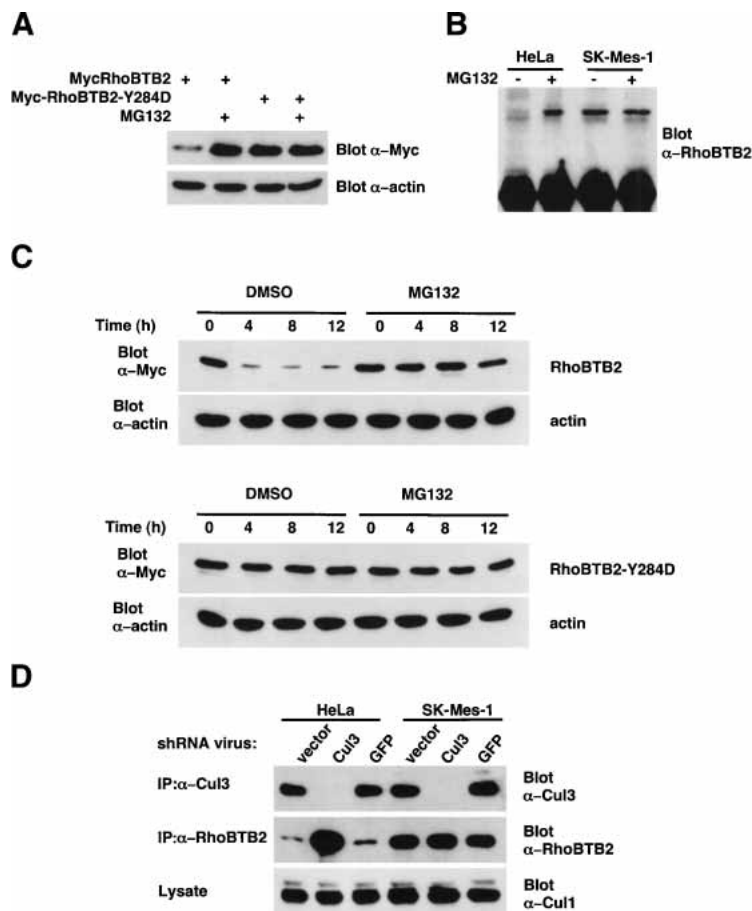 A
MycRhoBTB2 + +
Myc-RhoBTB2-Y284D + +
MG132 + +
Blot α-Myc
Blot α-actin
B
HeLa SK-Mes-1
MG132 - + - +
Blot
α-RhoBTB2
C
DMSO MG132
Time (h) 0 4 8 12 0 4 8 12
Blot
α-Myc
RhoBTB2
Blot
α-actin
actin
DMSO MG132
Time (h) 0 4 8 12 0 4 8 12
Blot
α-Myc
RhoBTB2-Y284D
Blot
α-actin
actin
D
HeLa SK-Mes-1
shRNA virus: vector Cul3 GFP vector Cul3 GFP
IP:α-Cul3
Blot
α-Cul3
IP:α-RhoBTB2
Blot
α-RhoBTB2
Lysate
Blot
α-Cul1